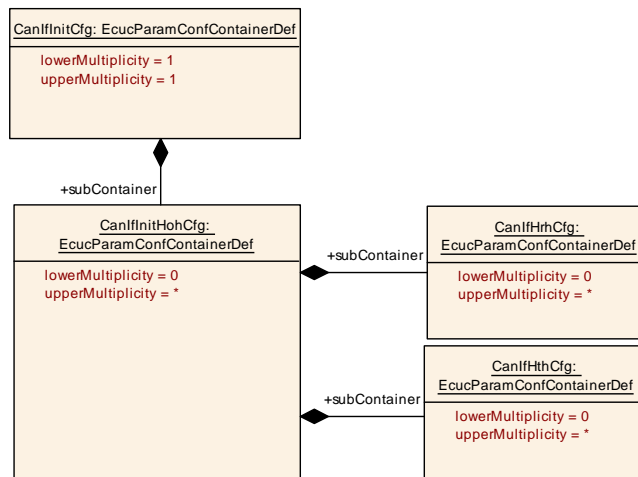 CanIfInitCfg: EcucParamConfContainerDef
lowerMultiplicity = 1
upperMultiplicity = 1
+subContainer
CanIfInitHohCfg:
EcucParamConfContainerDef
lowerMultiplicity = 0
upperMultiplicity = *
+subContainer
CanIfHrhCfg:
EcucParamConfContainerDef
lowerMultiplicity = 0
upperMultiplicity = *
+subContainer
CanIfHthCfg:
EcucParamConfContainerDef
lowerMultiplicity = 0
upperMultiplicity = *